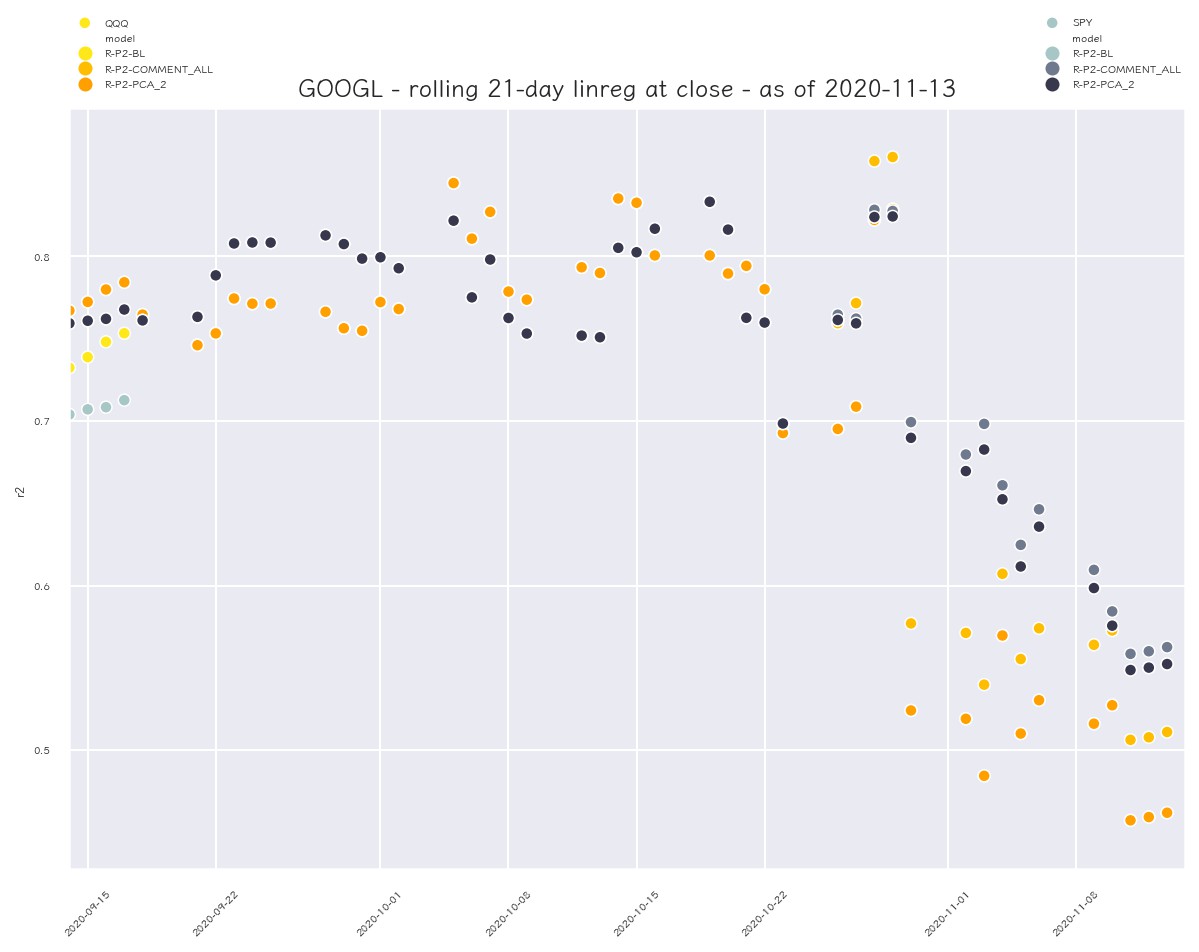 QQQ
model
R-P2-BL
R-P2-COMMENT_ALL
R-P2-PCA_2
SPY
model
R-P2-BL
R-P2-COMMENT_ALL
R-P2-PCA_2
GOOGL - rolling 21-day linreg at close - as of 2020-11-13
0.8
0.7
r2
0.6
0.5
2020-09-15
2020-09-22
2020-10-01
2020-10-08
2020-10-15
2020-10-22
2020-11-01
2020-11-08